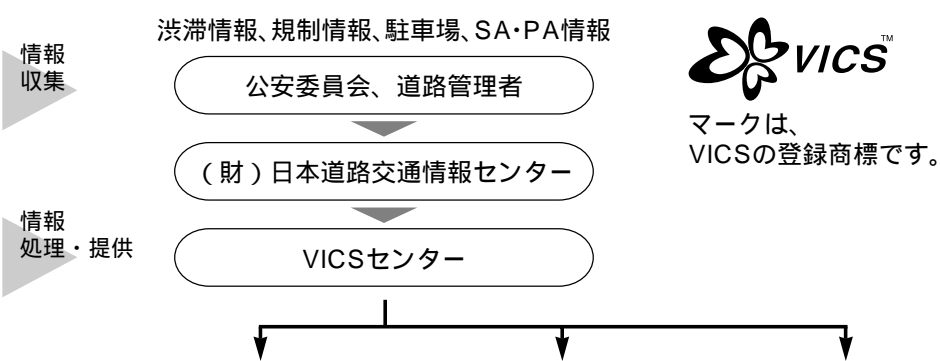 渋滞情報、規制情報、駐車場、SA・PA情報
情報
収集
公安委員会、道路管理者
VICS™
マークは、
VICSの登録商標です。
（財）日本道路交通情報センター
情報
処理・提供
VICSセンター